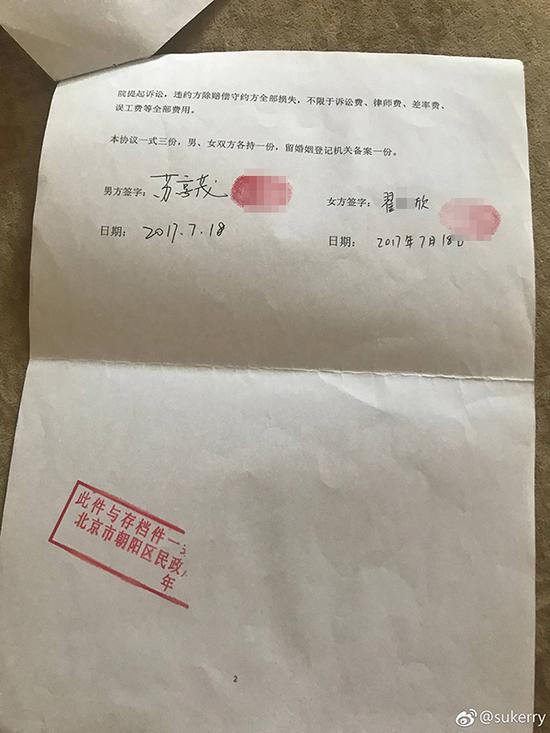 院提起诉讼，违约方除赔偿守约方全部损失，不限于诉讼费、律师费、差率费、
误工费等全部费用。
本协议一式三份，男、女双方各持一份，留婚姻登记机关备案一份。
男方签字：苏享茂
女方签字：翟 欣
日期：2017.7.18
日期：2017年7月18日
此件与存档件一
北京市朝阳区民政
年
2
@sukerry